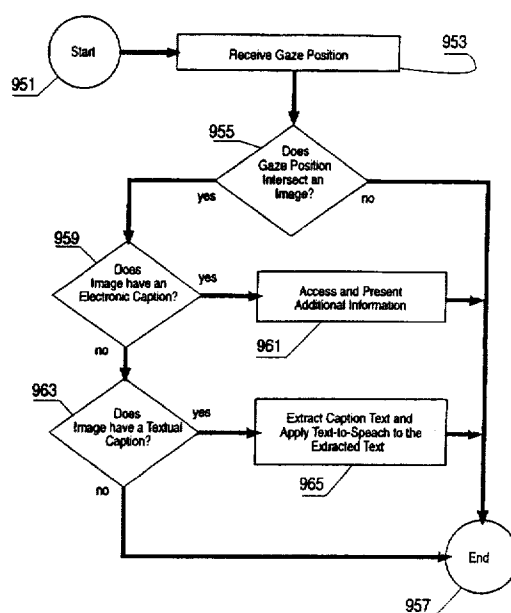 Start
951
Receive Gaze Position
953
955
Does
Gaze Position
Intersect an
Image?
yes
no
959
Does
Image have an
Electronic Caption?
yes
no
Access and Present
Additional Information
961
963
Does
Image have a Textual
Caption?
yes
no
Extract Caption Text and
Apply Text-to-Speach to the
Extracted Text
965
End
957